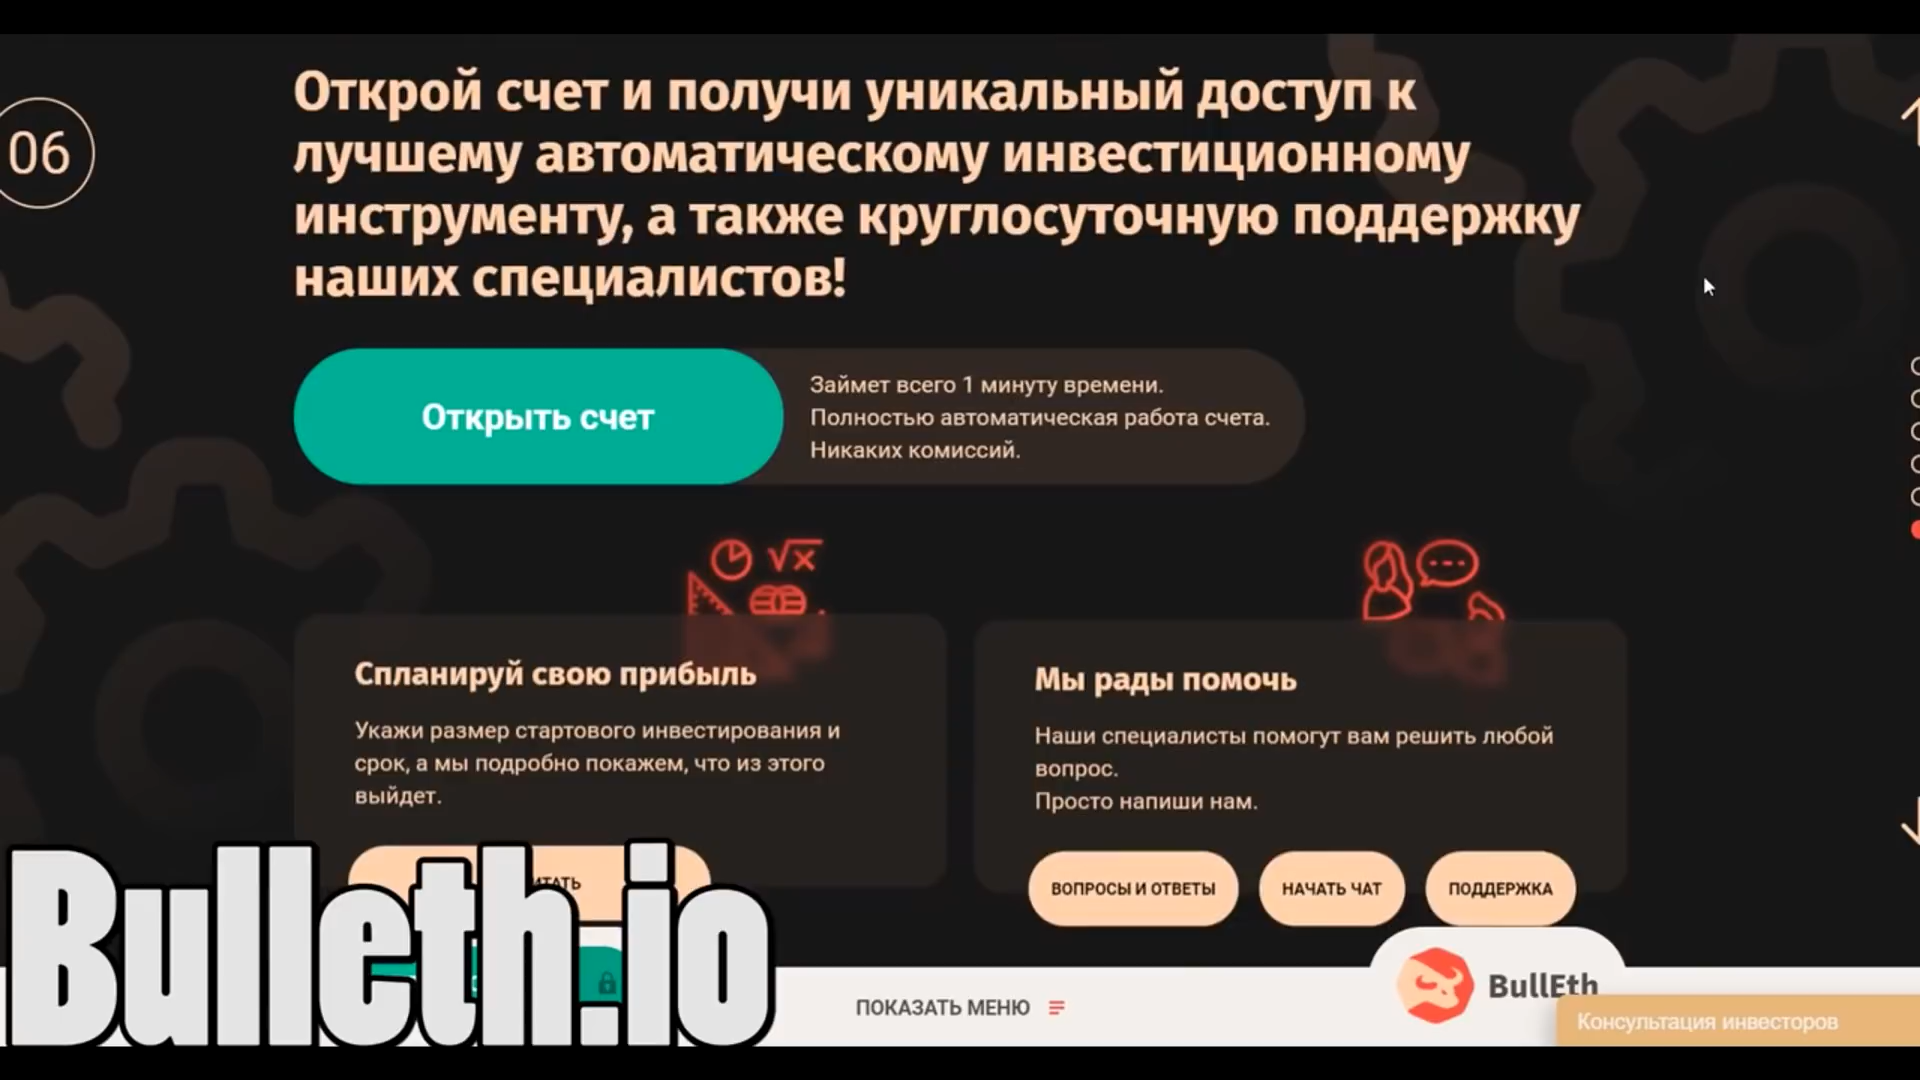 06
Открой счет и получи уникальный доступ к
лучшему автоматическому инвестиционному
инструменту, а также круглосуточную поддержку
наших специалистов!
Открыть счет
Займет всего 1 минуту времени.
Полностью автоматическая работа счета.
Никаких комиссий.
Спланируй свою прибыль
Укажи размер стартового инвестирования и
срок, а мы подробно покажем, что из этого
выйдет.
Мы рады помочь
Наши специалисты помогут вам решить любой
вопрос.
Просто напиши нам.
ВОПРОСЫ И ОТВЕТЫ
НАЧАТЬ ЧАТ
ПОДДЕРЖКА
Bulleth.io
ПОКАЗАТЬ МЕНЮ
BullEth
Консультация инвесторов